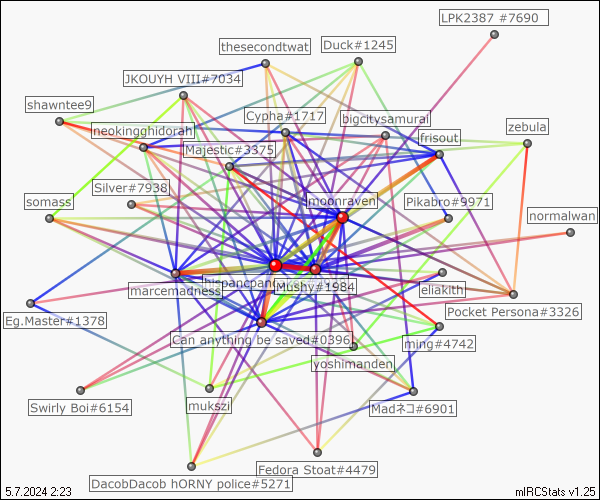 LPK2387 #7690
thesecondtwat
Duck#1245
JKOUYH VIII#7034
shawntee9
Cypha#1717
bigcitysamurai
neokingghidorah
frisout
zebula
Majestic#3375
Silver#7938
somass
moonraven
Pikabro#9971
normalwan
marcemadness
Mushy#1984
eliakith
Eg.Master#1378
Pocket Persona#3326
Can anything be saved#0396
ming#4742
yoshimanden
Swirly Boi#6154
mukszi
Madネコ#6901
Fedora Stoat#4479
DacobDacob hORNY police#5271
5.7.2024 2:23
mIRCStats v1.25